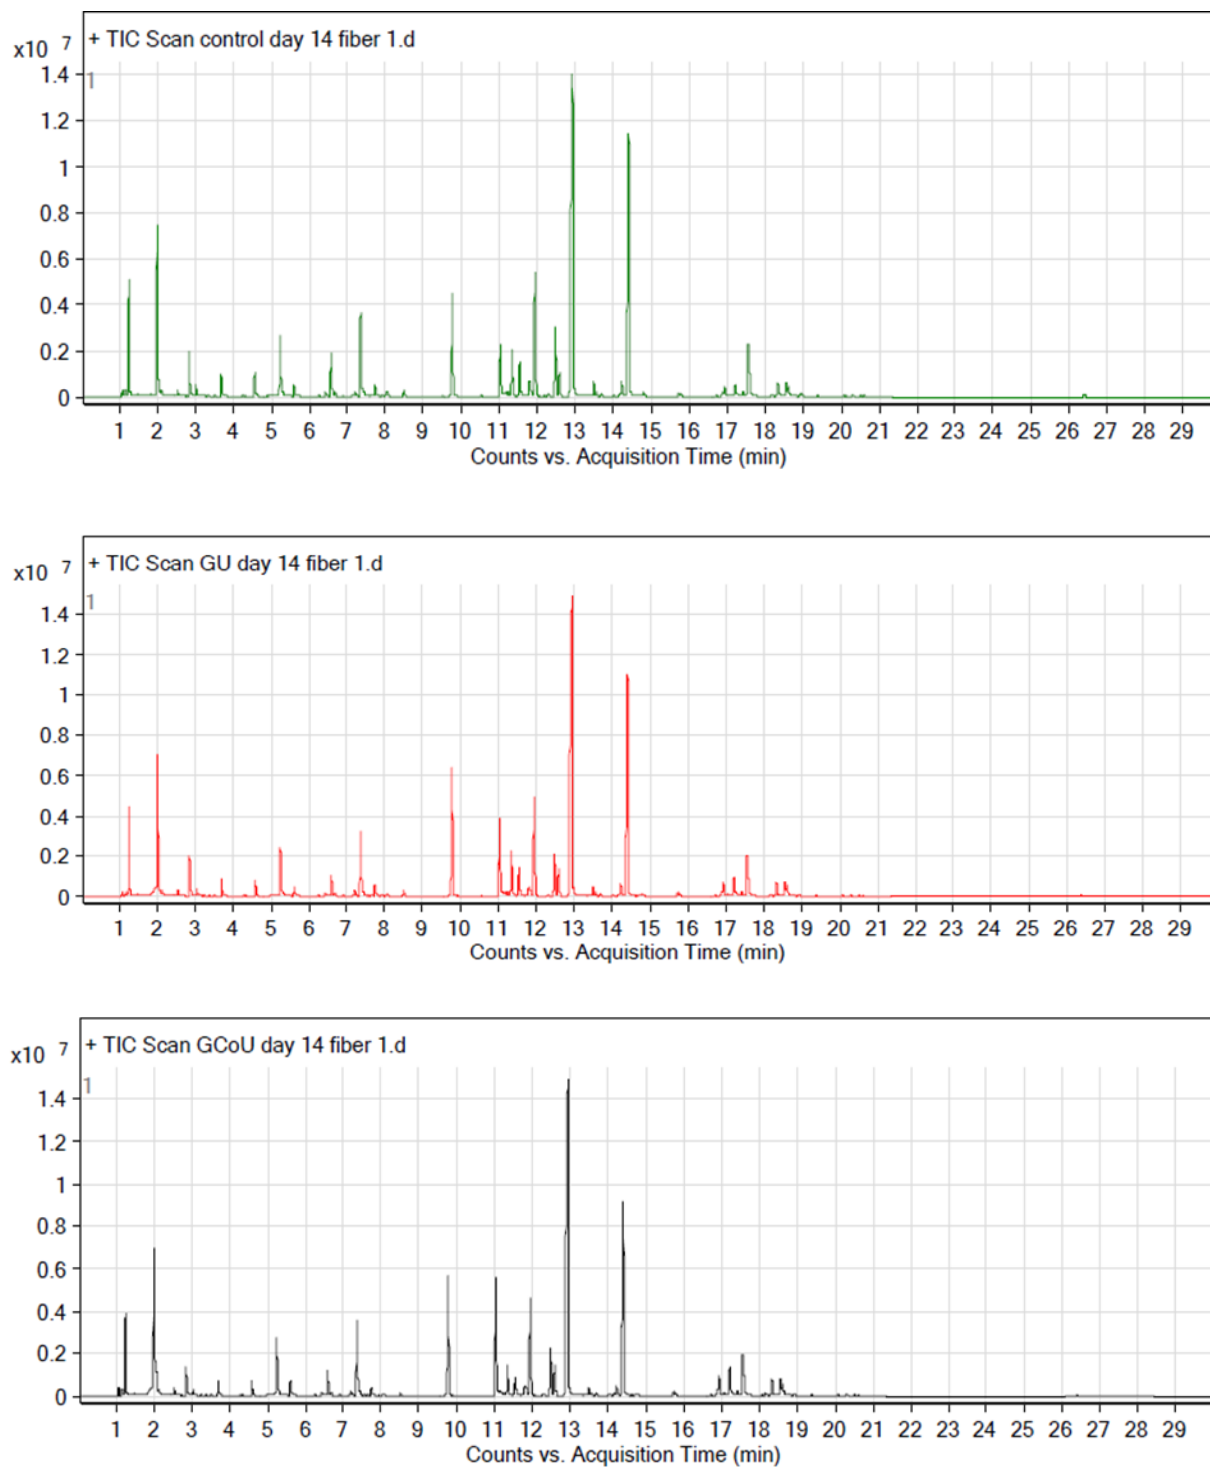 + TIC Scan control day 14 fiber 1.d
x10 7
1
1.4
1.2
1
0.8
0.6
0.4
0.2
0
1 2 3 4 5 6 7 8 9 10 11 12 13 14 15 16 17 18 19 20 21 22 23 24 25 26 27 28 29
Counts vs. Acquisition Time (min)
+ TIC Scan GU day 14 fiber 1.d
x10 7
1
1.4
1.2
1
0.8
0.6
0.4
0.2
0
1 2 3 4 5 6 7 8 9 10 11 12 13 14 15 16 17 18 19 20 21 22 23 24 25 26 27 28 29
Counts vs. Acquisition Time (min)
+ TIC Scan GCoU day 14 fiber 1.d
x10 7
1
1.4
1.2
1
0.8
0.6
0.4
0.2
0
1 2 3 4 5 6 7 8 9 10 11 12 13 14 15 16 17 18 19 20 21 22 23 24 25 26 27 28 29
Counts vs. Acquisition Time (min)